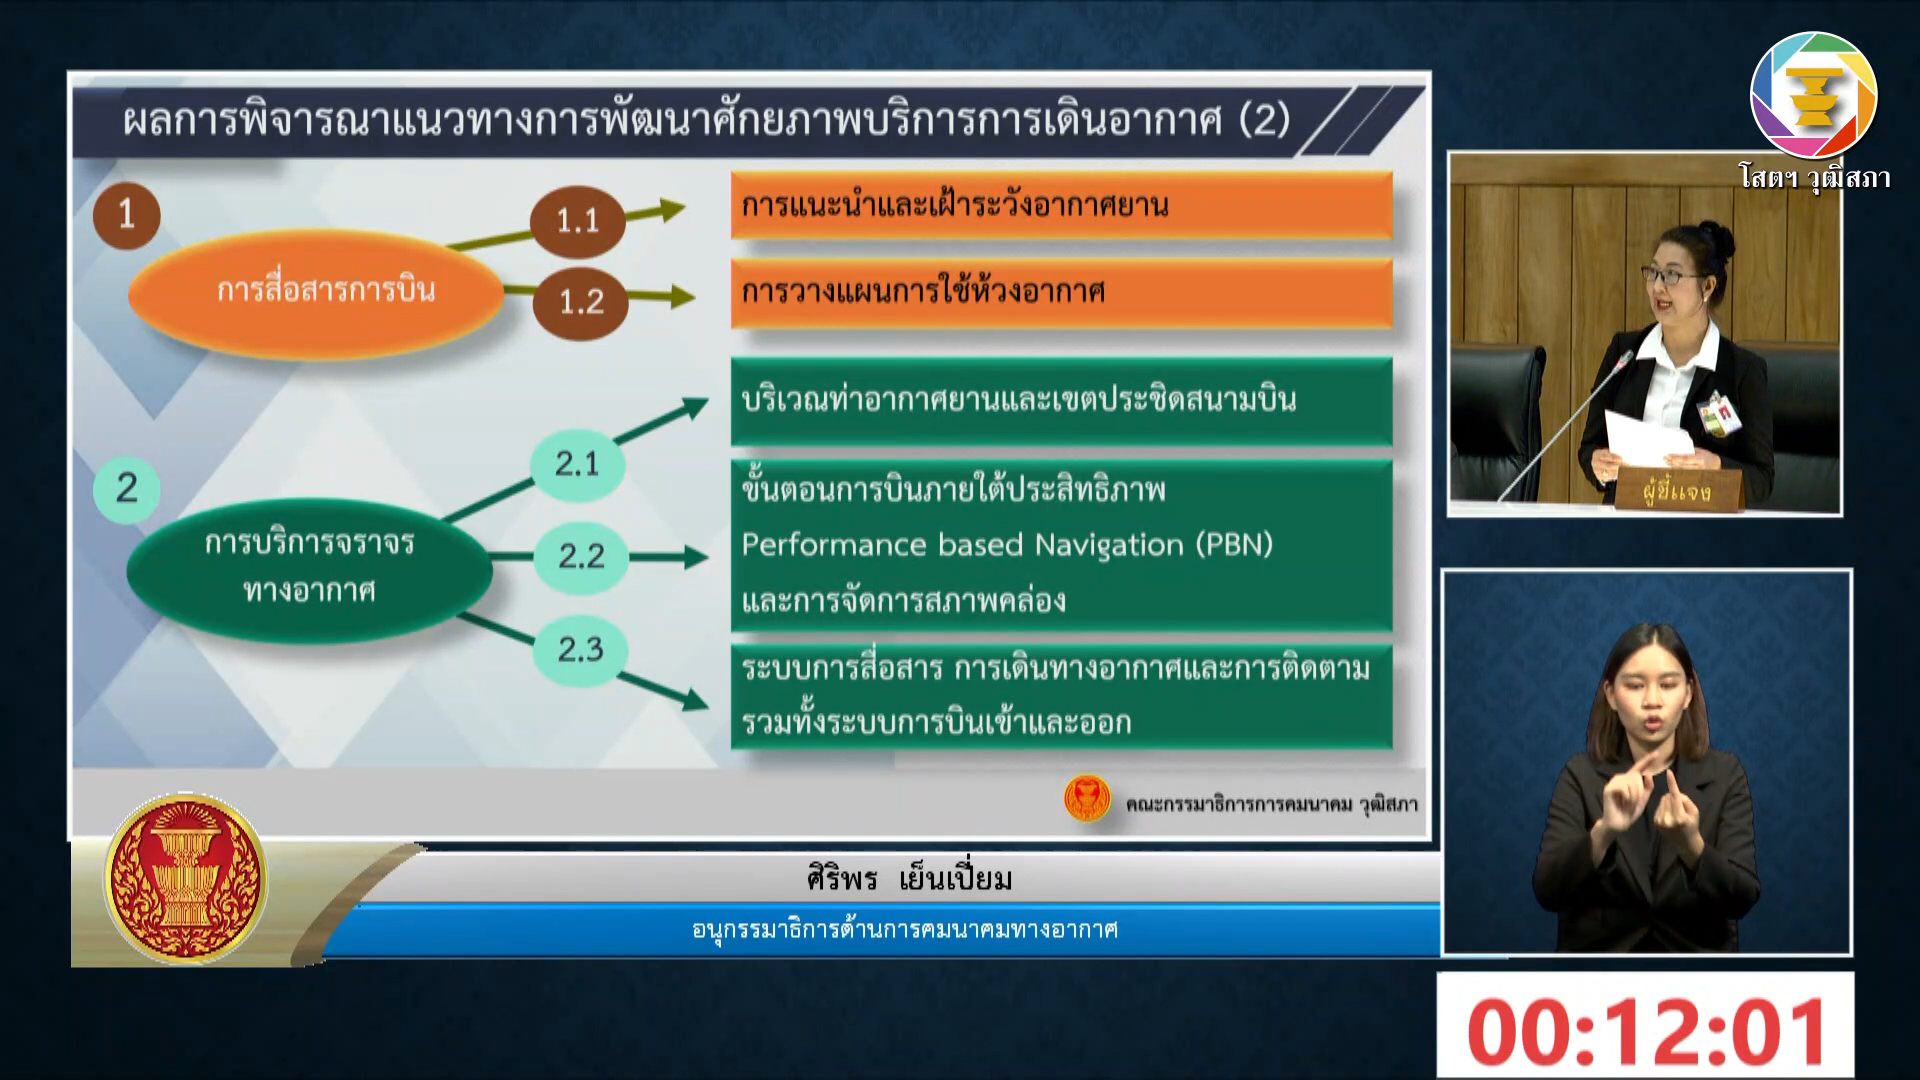 ผลการพิจารณาแนวทางการพัฒนาศักยภาพบริการการเดินอากาศ (2)
1
การสื่อสารการบิน
1.1
การแนะนำและเฝ้าระวังอากาศยาน
1.2
การวางแผนการใช้ห้วงอากาศ
2
การบริการจราจร
ทางอากาศ
2.1
บริเวณท่าอากาศยานและเขตประชิดสนามบิน
2.2
ขั้นตอนการบินภายใต้ประสิทธิภาพ
Performance based Navigation (PBN)
และการจัดการสภาพคล่อง
2.3
ระบบการสื่อสาร การเดินทางอากาศและการติดตาม
รวมทั้งระบบการบินเข้าและออก
คณะกรรมาธิการการคมนาคม วุฒิสภา
โสตฯ วุฒิสภา
ผู้ชี้แจง
ศิริพร เย็นเปี่ยม
อนุกรรมาธิการด้านการคมนาคมทางอากาศ
00:12:01